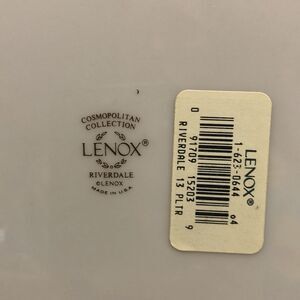 COSMOPOLITAN
COLLECTION
LENOX®
RIVERDALE
©LENOX
MADE IN U.S.A.
LENOX®
1-623-0644
04
0 91709 15203 9
RIVERDALE 13 PLTR